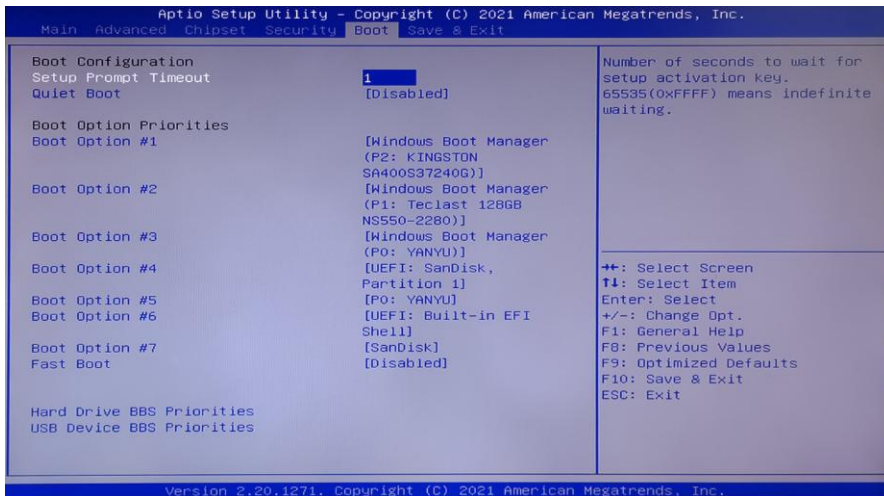 Aptio Setup Utility – Copyright (C) 2021 American Megatrends, Inc.
Main Advanced Chipset Security Boot Save & Exit
Boot Configuration
Setup Prompt Timeout 1
Quiet Boot [Disabled]
Boot Option Priorities
Boot Option #1 [Windows Boot Manager
(P2: KINGSTON
SA400S37240G)]
Boot Option #2 [Windows Boot Manager
(P1: Teclast 128GB
NS550-2280)]
Boot Option #3 [Windows Boot Manager
(P0: YANYU)]
Boot Option #4 [UEFI: SanDisk,
Partition 1]
Boot Option #5 [P0: YANYU]
Boot Option #6 [UEFI: Built-in EFI
Shell]
Boot Option #7 [SanDisk]
Fast Boot [Disabled]
Hard Drive BBS Priorities
USB Device BBS Priorities
Number of seconds to wait for
setup activation key.
65535(0xFFFF) means indefinite
waiting.
→←: Select Screen
↑↓: Select Item
Enter: Select
+/-: Change Opt.
F1: General Help
F8: Previous Values
F9: Optimized Defaults
F10: Save & Exit
ESC: Exit
Version 2.20.1271. Copyright (C) 2021 American Megatrends, Inc.